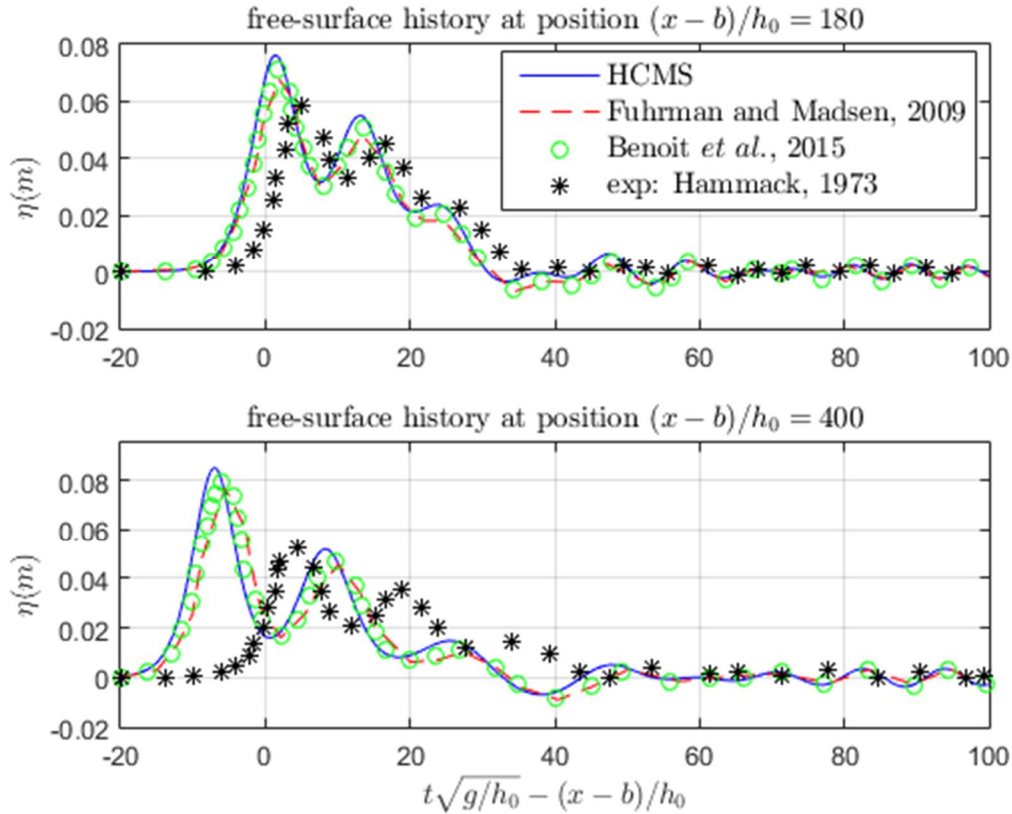 free-surface history at position (x − b)/h₀ = 180
0.08
0.06
0.04
0.02
0
-0.02
η(m)
HCMS
Fuhrman and Madsen, 2009
Benoit et al., 2015
exp: Hammack, 1973
-20 0 20 40 60 80 100
free-surface history at position (x − b)/h₀ = 400
0.08
0.06
0.04
0.02
0
-0.02
η(m)
-20 0 20 40 60 80 100
t√g/h₀ − (x − b)/h₀